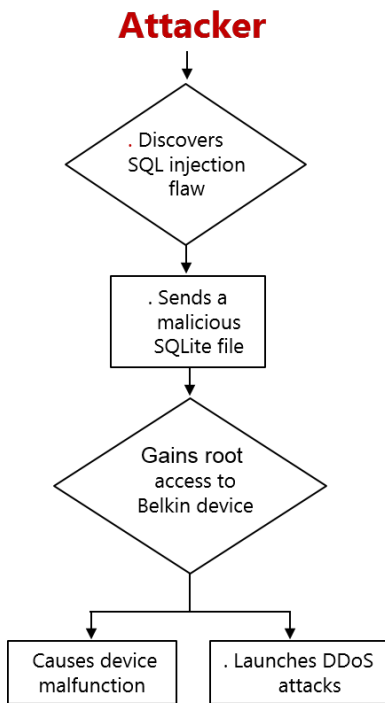 Attacker
. Discovers
SQL injection
flaw
. Sends a
malicious
SQLite file
Gains root
access to
Belkin device
Causes device
malfunction
. Launches DDoS
attacks